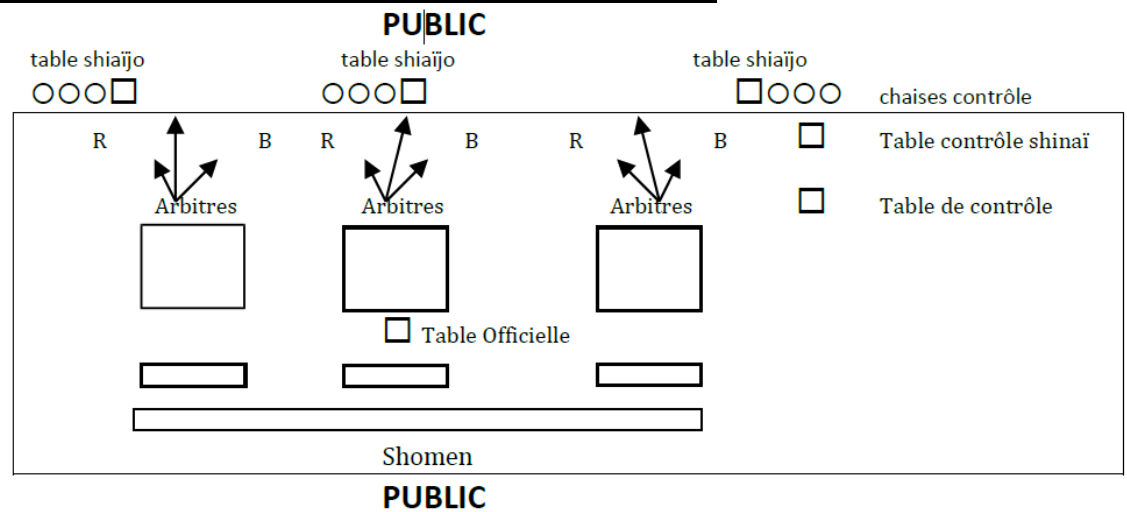 PUBLIC
table shiaïjo table shiaïjo table shiaïjo
chaises contrôle
R B R B R B Table contrôle shinaï
Arbitres Arbitres Arbitres Table de contrôle
Table Officielle
Shomen
PUBLIC